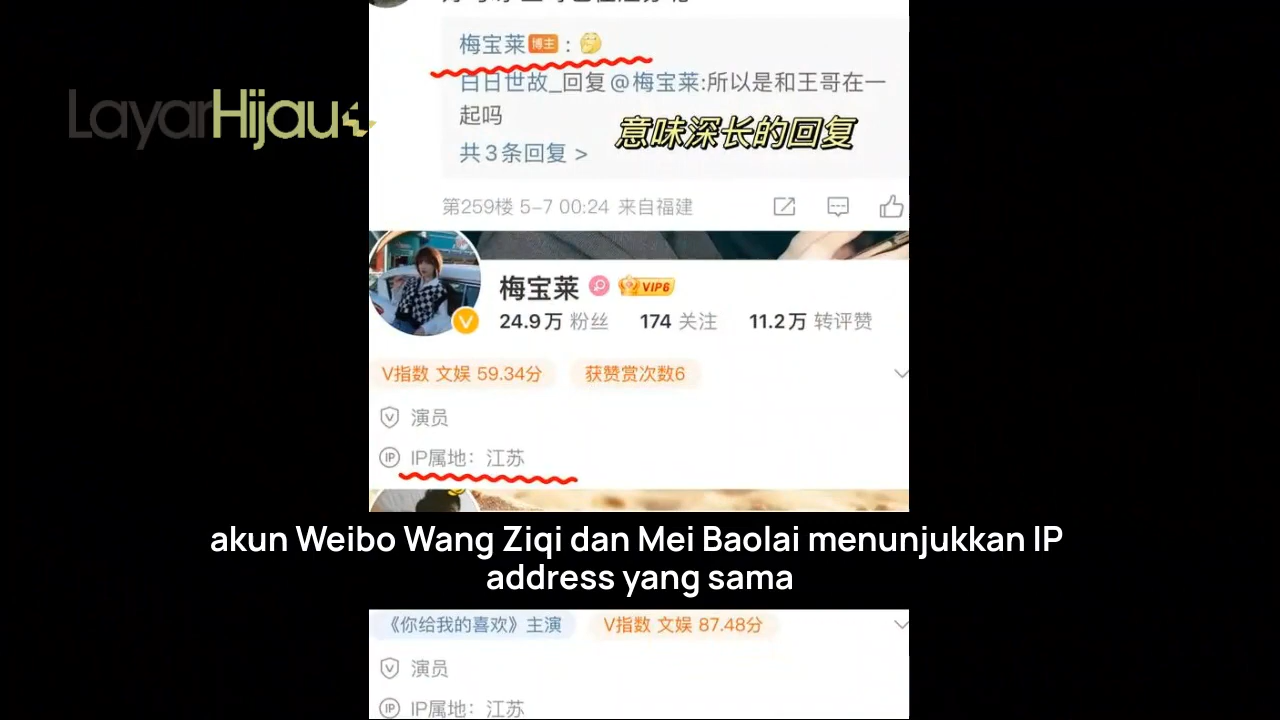 LayarHijau
梅宝莱 博主 :
日日世故_回复@梅宝莱:所以是和王哥在一
起吗
意味深长的回复
共3条回复 >
第259楼 5-7 00:24 来自福建
梅宝莱 VIP6
24.9万 粉丝 174 关注 11.2万 转评赞
V指数 文娱 59.34分 获赞赏次数6
演员
IP IP属地：江苏
akun Weibo Wang Ziqi dan Mei Baolai menunjukkan IP
address yang sama
《你给我的喜欢》主演 V指数 文娱 87.48分
演员
IP IP属地：江苏